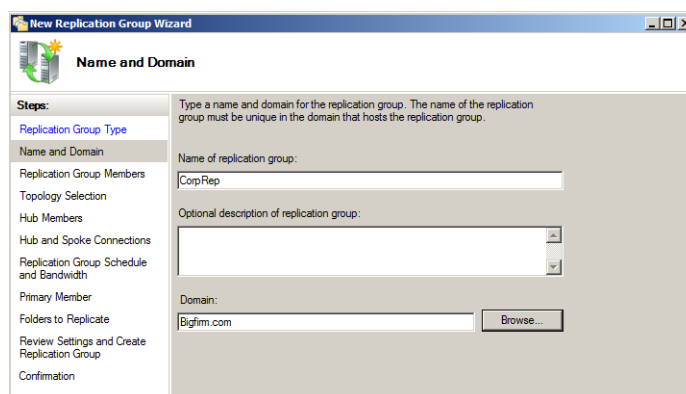 New Replication Group Wizard
Name and Domain
Steps:
Replication Group Type
Name and Domain
Replication Group Members
Topology Selection
Hub Members
Hub and Spoke Connections
Replication Group Schedule
and Bandwidth
Primary Member
Folders to Replicate
Review Settings and Create
Replication Group
Confirmation
Type a name and domain for the replication group. The name of the replication
group must be unique in the domain that hosts the replication group.
Name of replication group:
CorpRep
Optional description of replication group:
Domain:
Bigfirm.com
Browse...